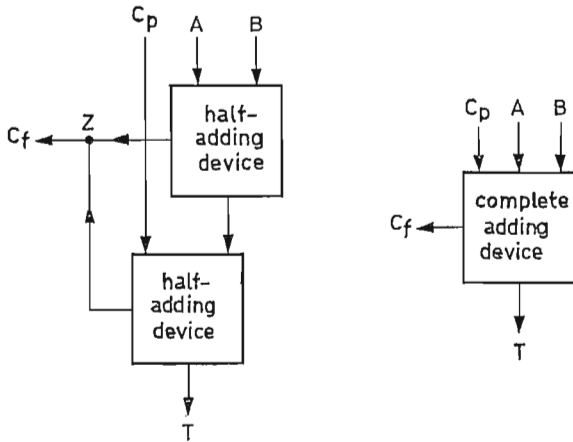 Cp A B
half-
adding
device
Cf Z
half-
adding
device
T
Cp A B
complete
adding
device
Cf
T